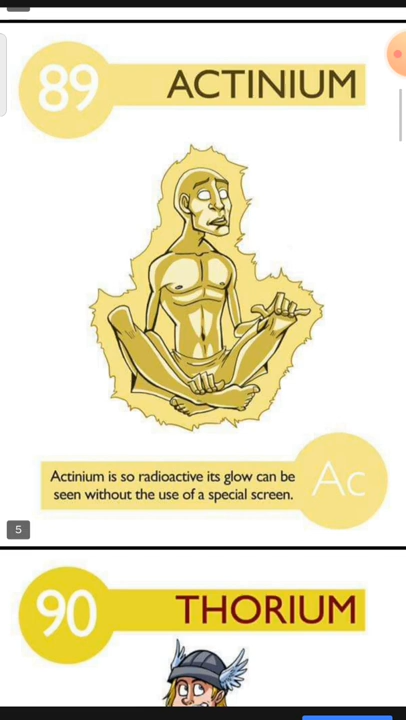 89
ACTINIUM
Actinium is so radioactive its glow can be
seen without the use of a special screen.
Ac
5
90
THORIUM